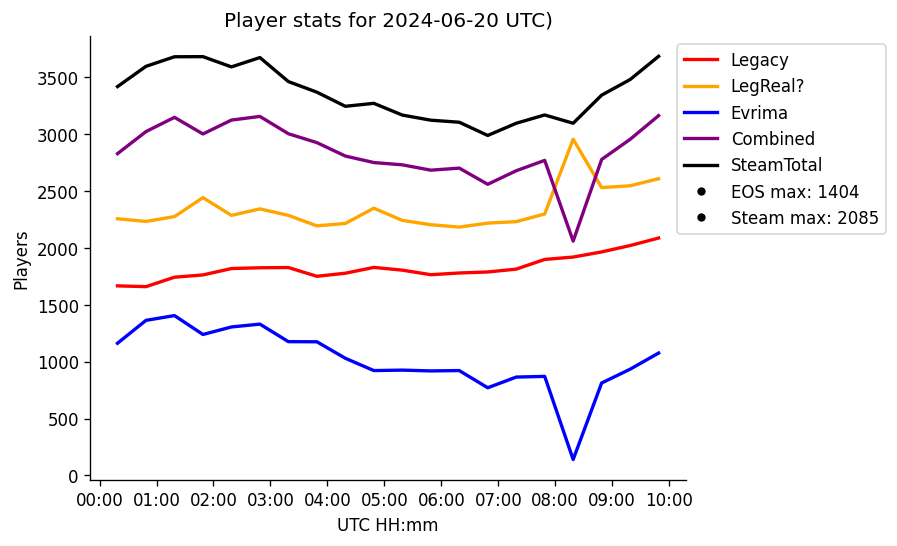 Player stats for 2024-06-20 UTC)
Legacy
LegReal?
Evrima
Combined
SteamTotal
EOS max: 1404
Steam max: 2085
Players
3500
3000
2500
2000
1500
1000
500
0
00:00 01:00 02:00 03:00 04:00 05:00 06:00 07:00 08:00 09:00 10:00
UTC HH:mm